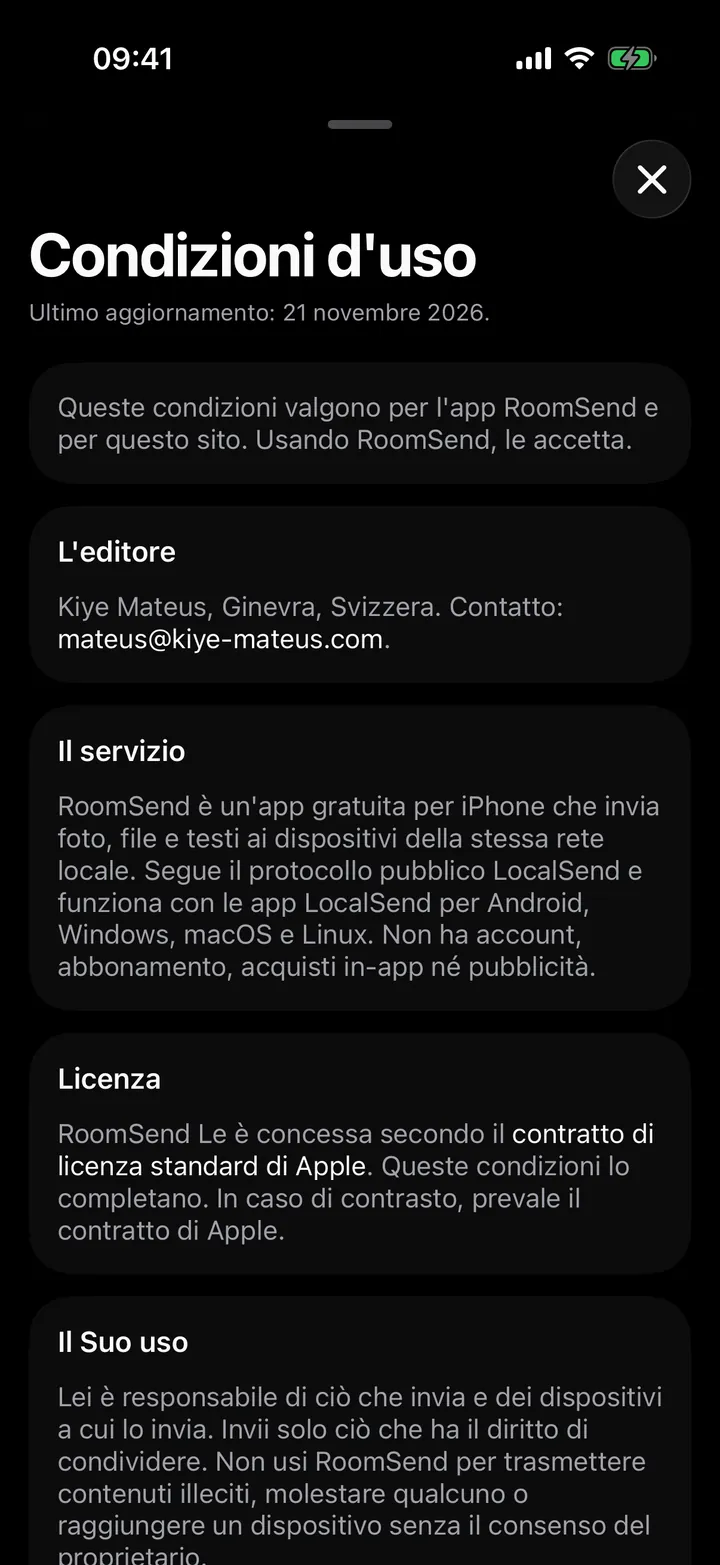 09:41
Condizioni d'uso
Ultimo aggiornamento: 21 novembre 2026.
Queste condizioni valgono per l'app RoomSend e
per questo sito. Usando RoomSend, le accetta.
L'editore
Kiye Mateus, Ginevra, Svizzera. Contatto:
mateus@kiye-mateus.com.
Il servizio
RoomSend è un'app gratuita per iPhone che invia
foto, file e testi ai dispositivi della stessa rete
locale. Segue il protocollo pubblico LocalSend e
funziona con le app LocalSend per Android,
Windows, macOS e Linux. Non ha account,
abbonamento, acquisti in-app né pubblicità.
Licenza
RoomSend Le è concessa secondo il contratto di
licenza standard di Apple. Queste condizioni lo
completano. In caso di contrasto, prevale il
contratto di Apple.
Il Suo uso
Lei è responsabile di ciò che invia e dei dispositivi
a cui lo invia. Invii solo ciò che ha il diritto di
condividere. Non usi RoomSend per trasmettere
contenuti illeciti, molestare qualcuno o
raggiungere un dispositivo senza il consenso del
proprietario.